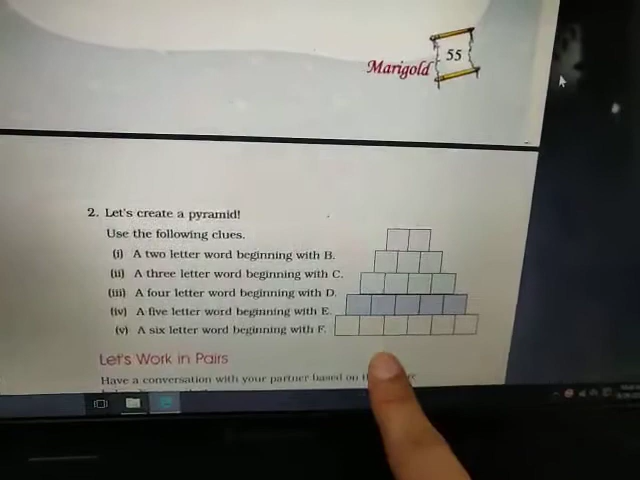 55
Marigold
2. Let's create a pyramid!
Use the following clues.
(i) A two letter word beginning with B.
(ii) A three letter word beginning with C.
(iii) A four letter word beginning with D.
(iv) A five letter word beginning with E.
(v) A six letter word beginning with F.
Let's Work in Pairs
Have a conversation with your partner based on